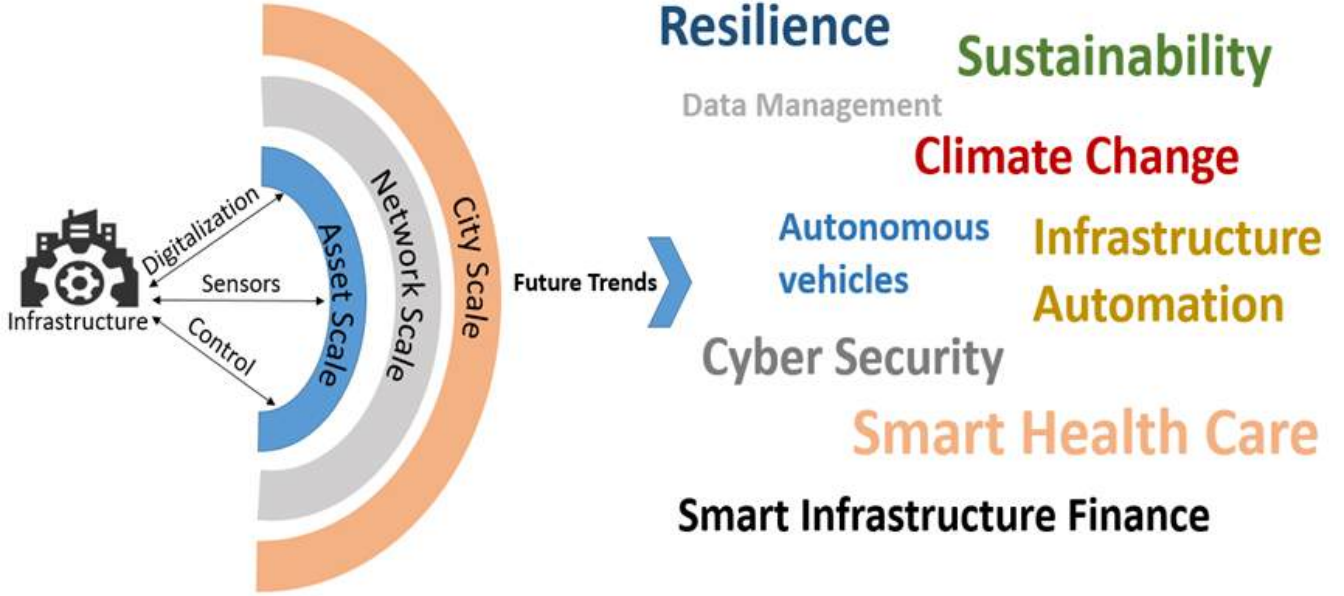 Digitalization
Sensors
Control
Infrastructure
Asset Scale
Network Scale
City Scale
Future Trends
Resilience
Sustainability
Data Management
Climate Change
Autonomous
vehicles
Infrastructure
Automation
Cyber Security
Smart Health Care
Smart Infrastructure Finance